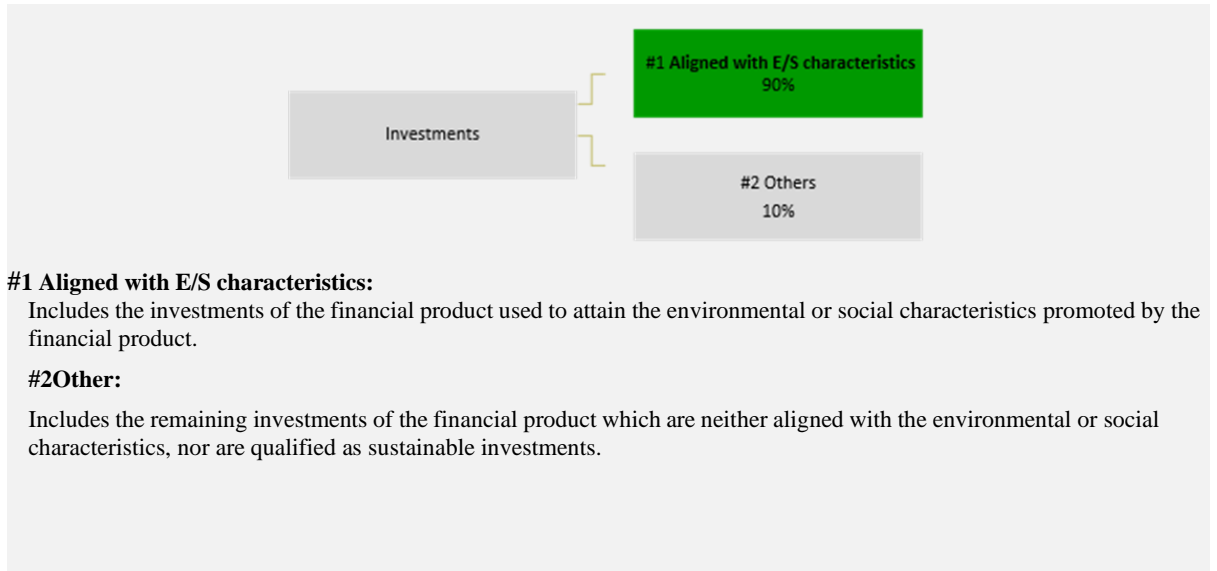 #1 Aligned with E/S characteristics
90%
Investments
#2 Others
10%
#1 Aligned with E/S characteristics:
Includes the investments of the financial product used to attain the environmental or social characteristics promoted by the
financial product.
#2Other:
Includes the remaining investments of the financial product which are neither aligned with the environmental or social
characteristics, nor are qualified as sustainable investments.